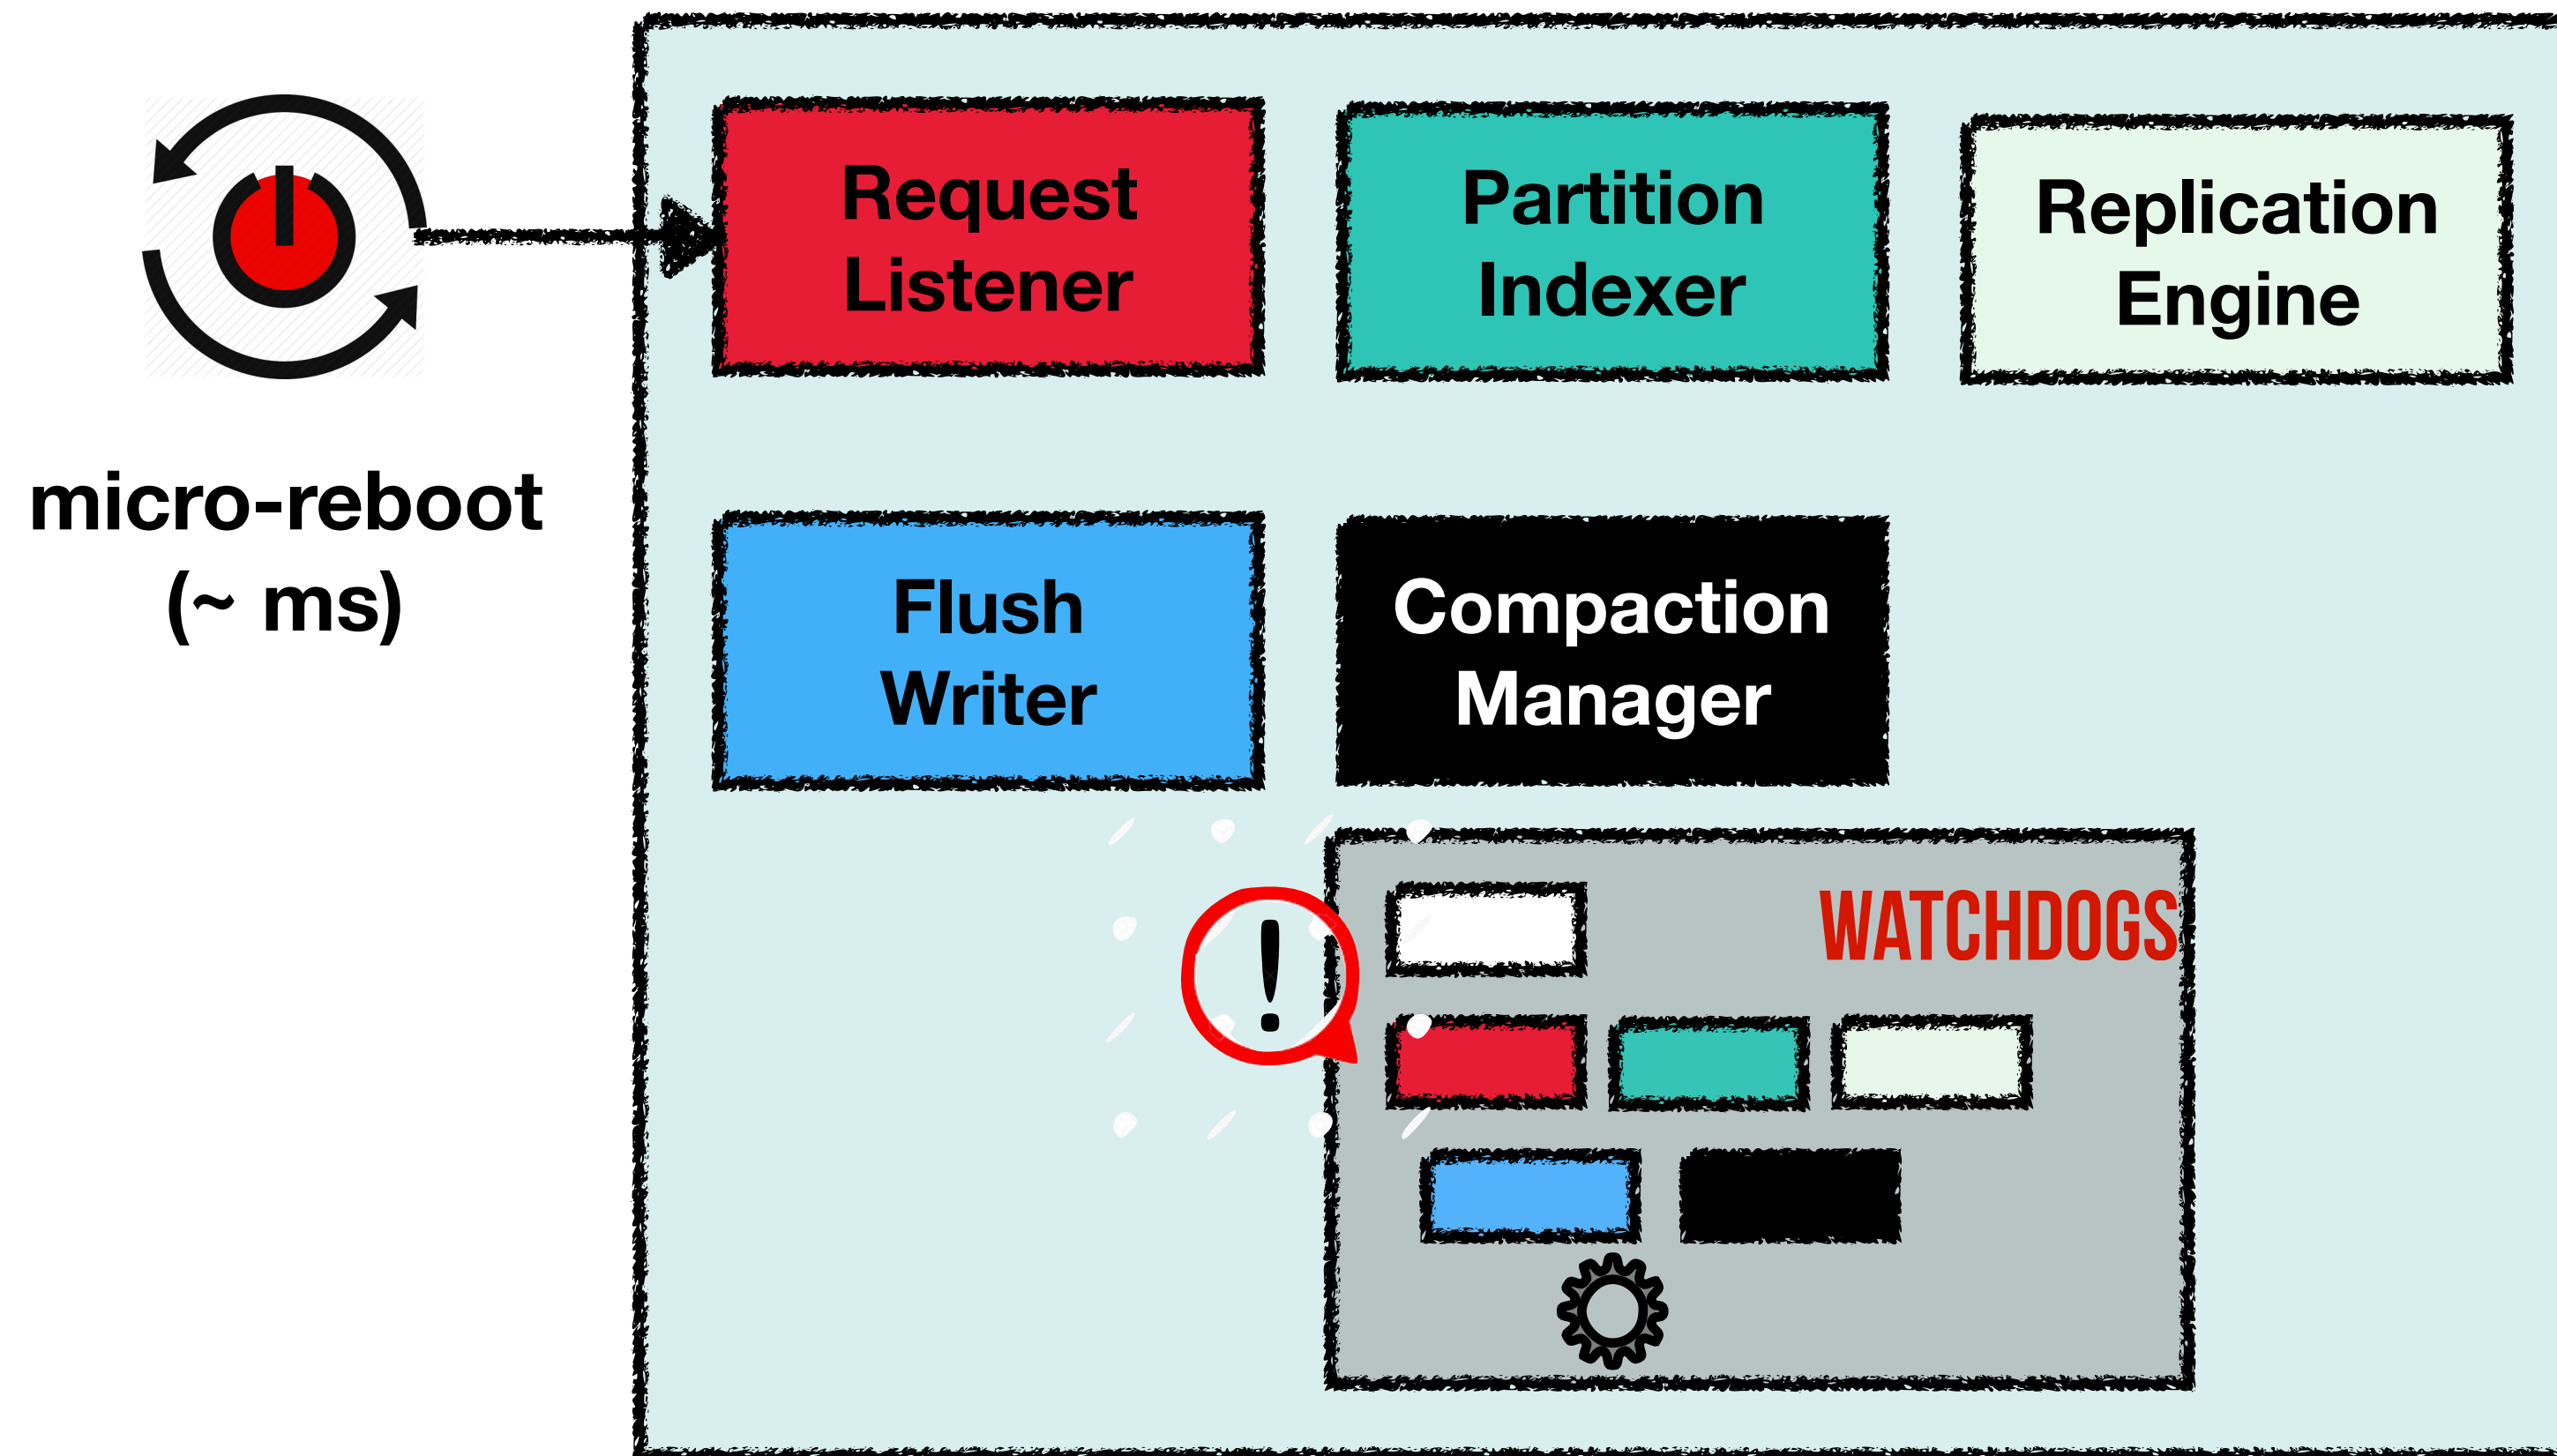 Request
Listener
Partition
Indexer
Replication
Engine
micro-reboot
(~ ms)
Flush
Writer
Compaction
Manager
!
WATCHDOGS